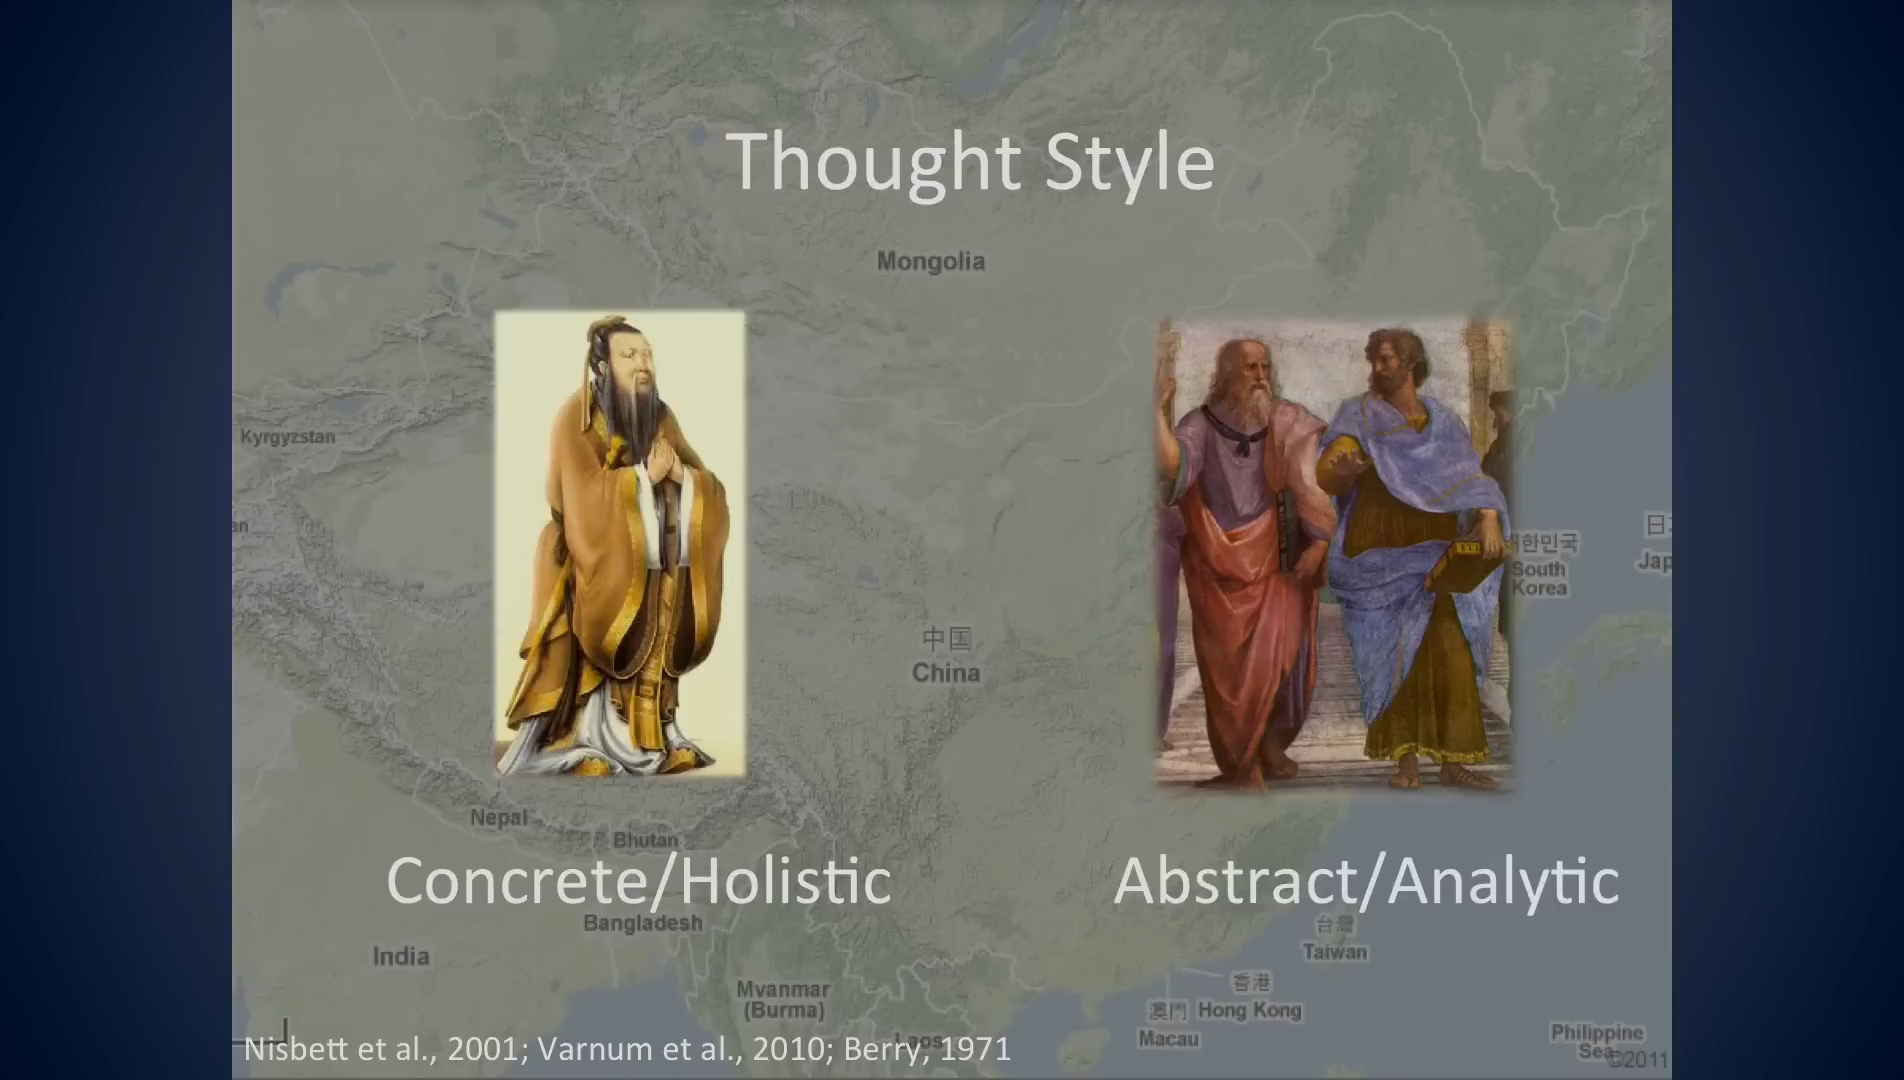 Thought Style
Mongolia
Kyrgyzstan
대한민국
South
Korea
中国
China
Nepal
Bhutan
Concrete/Holistic
Abstract/Analytic
Bangladesh
India
台灣
Taiwan
Myanmar
(Burma)
香港
澳門 Hong Kong
Macau
Laos
Philippine
Sea
Nisbett et al., 2001; Varnum et al., 2010; Berry, 1971
©2011